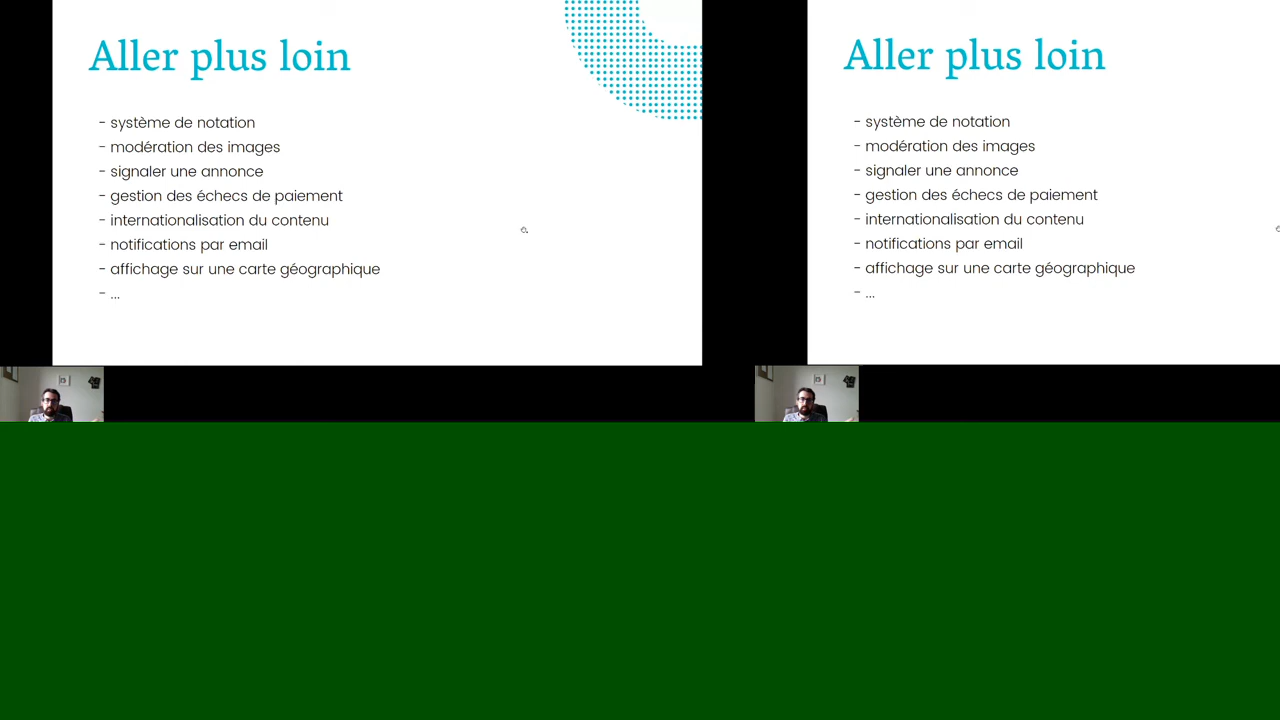 Aller plus loin
- système de notation
- modération des images
- signaler une annonce
- gestion des échecs de paiement
- internationalisation du contenu
- notifications par email
- affichage sur une carte géographique
- ...
Aller plus loin
- système de notation
- modération des images
- signaler une annonce
- gestion des échecs de paiement
- internationalisation du contenu
- notifications par email
- affichage sur une carte géographique
- ...